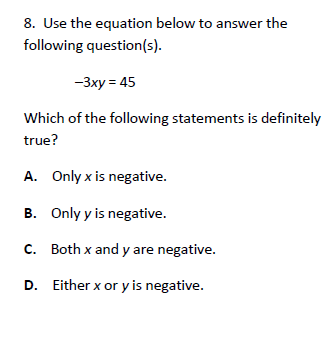 8. Use the equation below to answer the
following question(s).
−3xy = 45
Which of the following statements is definitely
true?
A. Only x is negative.
B. Only y is negative.
C. Both x and y are negative.
D. Either x or y is negative.